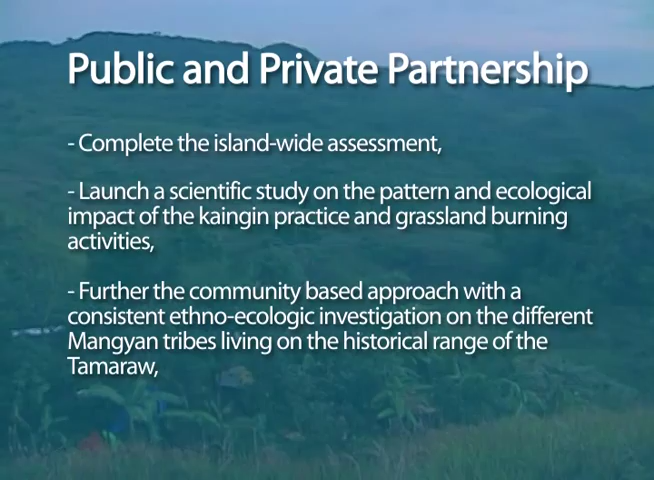 Public and Private Partnership
- Complete the island-wide assessment,
- Launch a scientific study on the pattern and ecological
impact of the kaingin practice and grassland burning
activities,
- Further the community based approach with a
consistent ethno-ecologic investigation on the different
Mangyan tribes living on the historical range of the
Tamaraw,